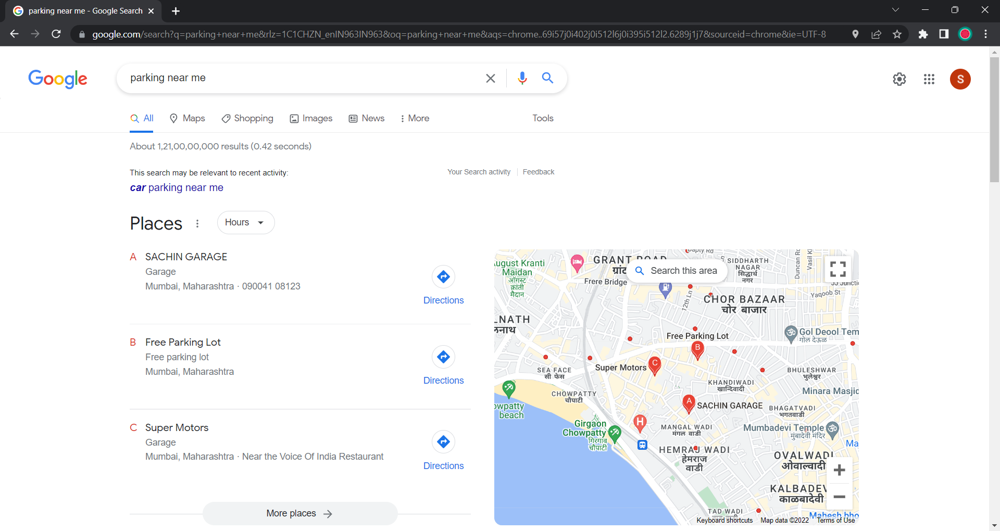 parking near me - Google Search
google.com/search?q=parking+near+me&rlz=1C1CHZN_enIN963IN963&oq=parking+near+me&aqs=chrome..69i57j0i402j0i512l6j0i395i512l2.6289j1j7&sourceid=chrome&ie=UTF-8
Google
parking near me
S
All Maps Shopping Images News More Tools
About 1,21,00,00,000 results (0.42 seconds)
This search may be relevant to recent activity:
car parking near me
Your Search activity Feedback
Places
Hours
A SACHIN GARAGE
Garage
Mumbai, Maharashtra · 090041 08123
Directions
B Free Parking Lot
Free parking lot
Mumbai, Maharashtra
Directions
C Super Motors
Garage
Mumbai, Maharashtra · Near the Voice Of India Restaurant
Directions
More places
August Kranti
Maidan
ऑगस्ट
क्रांती
मैदान
GRANT ROAD
Search this area
Frere Bridge
SIDDHARTH
NAGAR
सिद्धार्थ
नगर
Yaqoob St
12th Ln
CHOR BAZAAR
चोर बाजार
Free Parking Lot
B
Gol Deool Tem
गोल देऊळ
SEA FACE
सी फेस
Super Motors
C
BHULESHWAR
भुलेश्वर
KHANDIWADI
खान्दिवादी
Minara Masjid
CHOWPATTY
चौपाटी
A
SACHIN GARAGE
BHAGATVADI
भगतवाडी
owpatty
beach
Girgaon
Chowpatty
गिरगाव
चौपाटी
H
MANGAL WADI
मंगल वाडी
Mumbadevi Temple
मुंबादेवी मंदिर
Ma
HEMRAJ WADI
हेमराज
वाडी
OVALWADI
ओवाल्वादी
KALBADEV
काळबादेवी
TAD WADI
Mahesh bho
Keyboard shortcuts Map data ©2022 Terms of Use